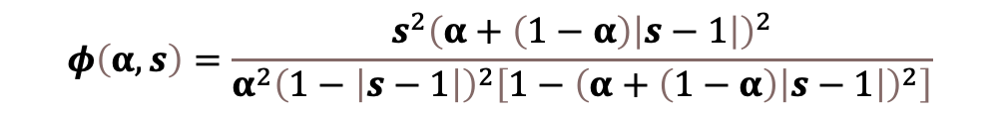 ϕ(α, s) = s²(α + (1 − α)|s − 1|)² / α²(1 − |s − 1|)²[1 − (α + (1 − α)|s − 1|)²]